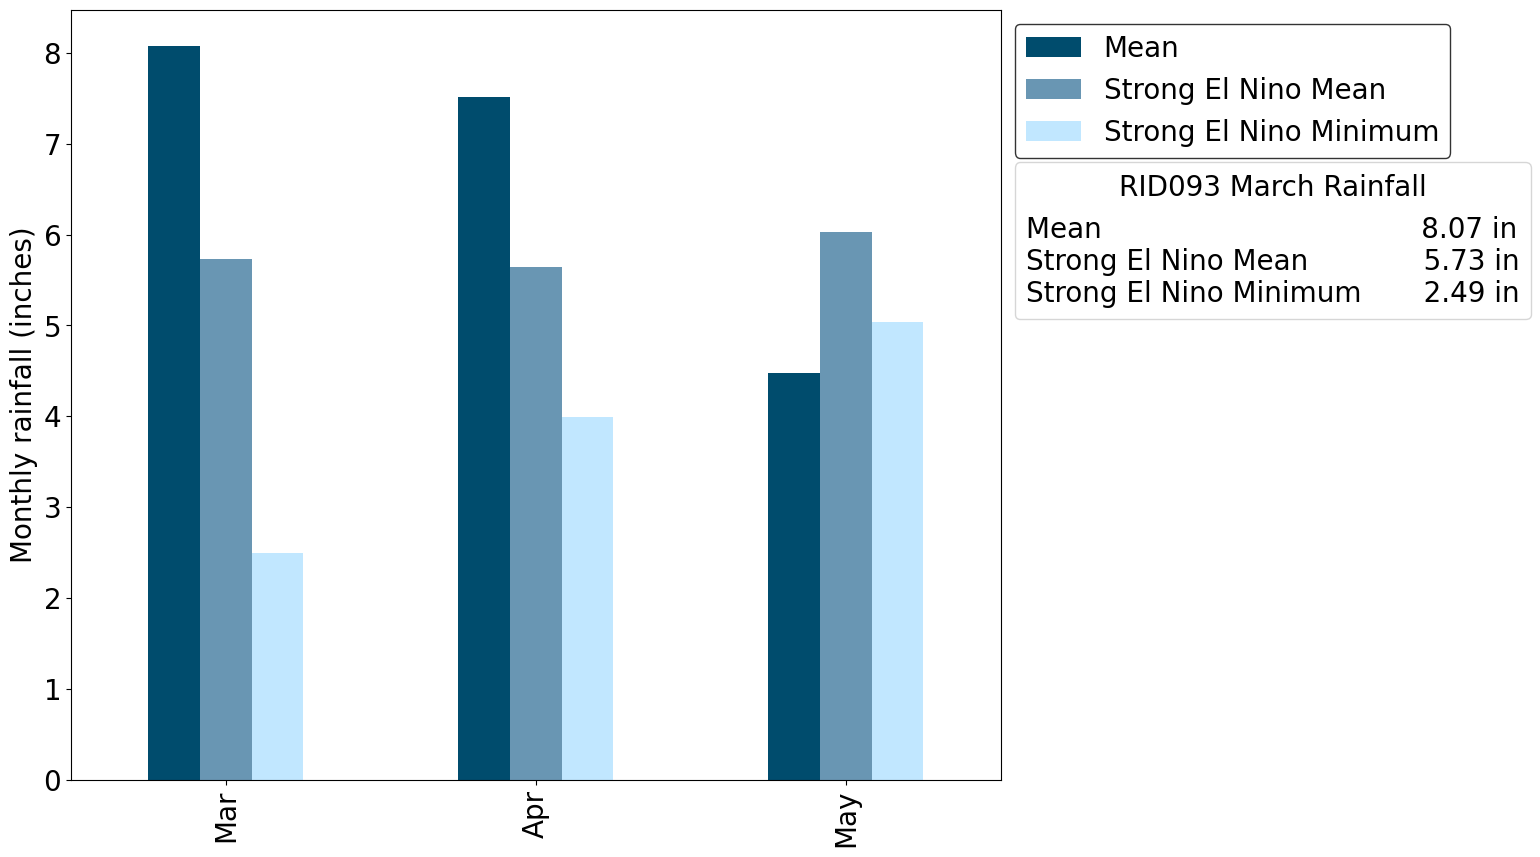 Monthly rainfall (inches)
8
7
6
5
4
3
2
1
0
Mar
Apr
May
Mean
Strong El Nino Mean
Strong El Nino Minimum
RID093 March Rainfall
Mean 8.07 in
Strong El Nino Mean 5.73 in
Strong El Nino Minimum 2.49 in